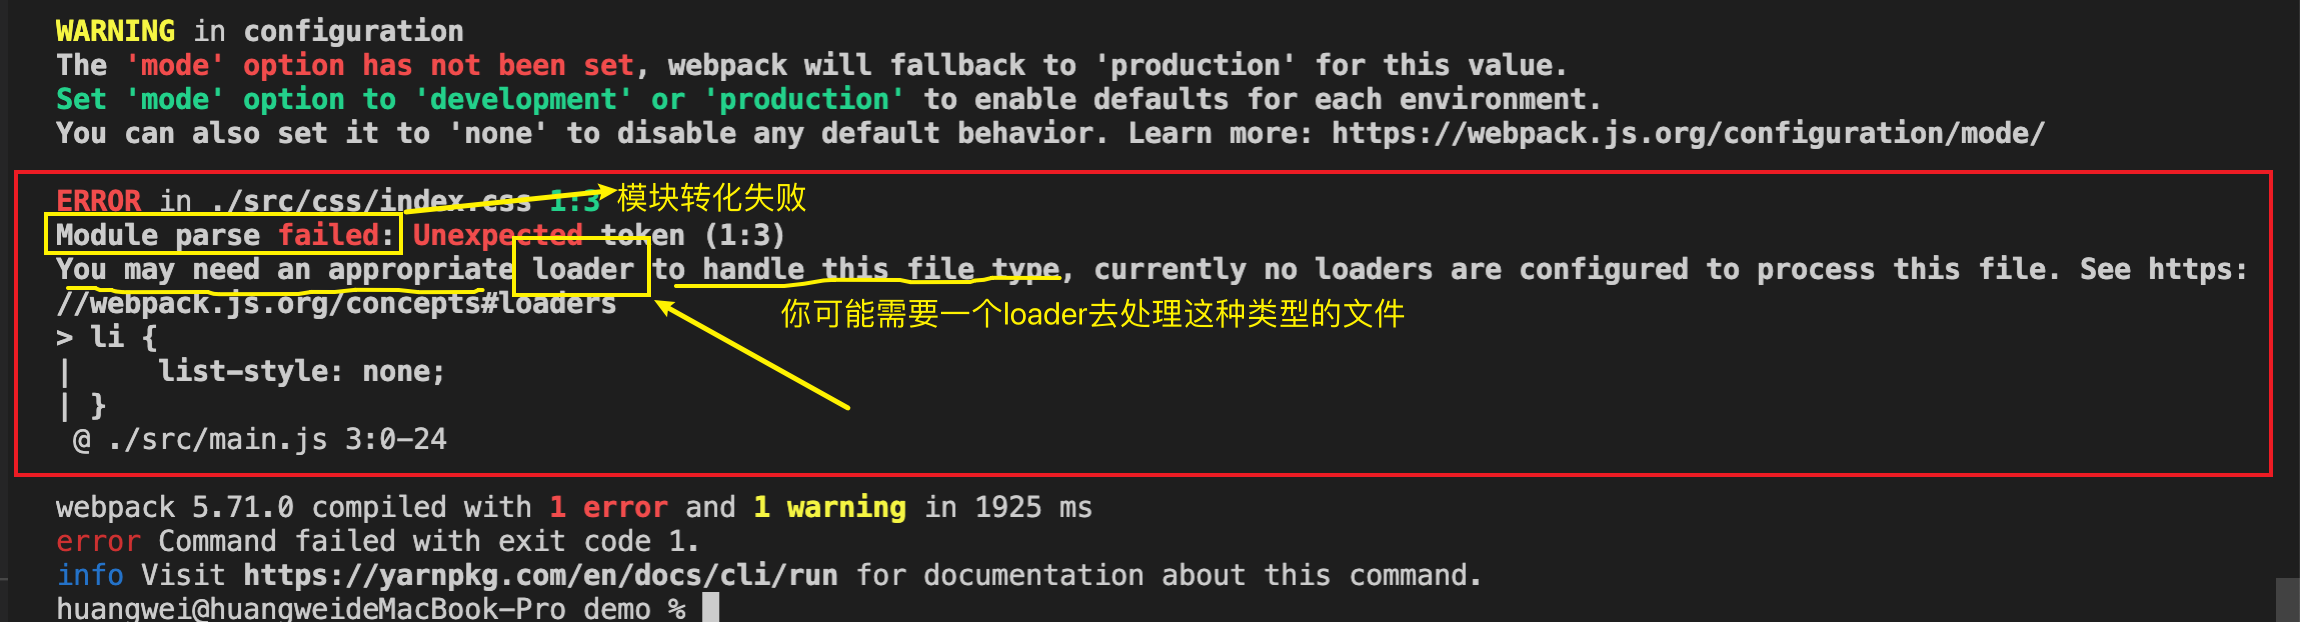 WARNING in configuration
The 'mode' option has not been set, webpack will fallback to 'production' for this value.
Set 'mode' option to 'development' or 'production' to enable defaults for each environment.
You can also set it to 'none' to disable any default behavior. Learn more: https://webpack.js.org/configuration/mode/
ERROR in ./src/css/index.css 1:3 模块转化失败
Module parse failed: Unexpected token (1:3)
You may need an appropriate loader to handle this file type, currently no loaders are configured to process this file. See https:
//webpack.js.org/concepts#loaders
你可能需要一个loader去处理这种类型的文件
> li {
|     list-style: none;
| }
@ ./src/main.js 3:0-24
webpack 5.71.0 compiled with 1 error and 1 warning in 1925 ms
error Command failed with exit code 1.
info Visit https://yarnpkg.com/en/docs/cli/run for documentation about this command.
huangwei@huangweideMacBook-Pro demo %